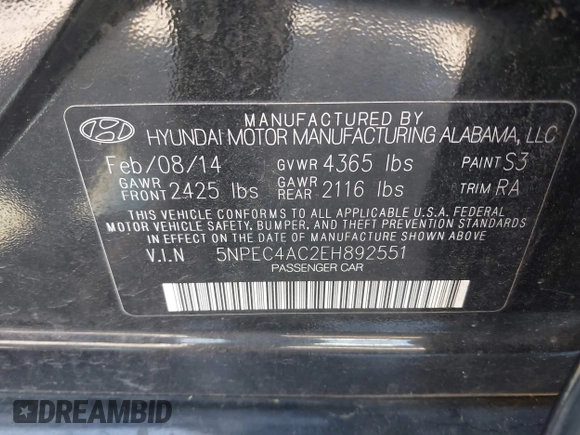 MANUFACTURED BY
HYUNDAI MOTOR MANUFACTURING ALABAMA, LLC
Feb/08/14 GVWR 4365 lbs PAINT S3
GAWR FRONT 2425 lbs GAWR REAR 2116 lbs TRIM RA
THIS VEHICLE CONFORMS TO ALL APPLICABLE U.S.A. FEDERAL
MOTOR VEHICLE SAFETY, BUMPER, AND THEFT PREVENTION STANDARDS
IN EFFECT ON THE DATE OF MANUFACTURE SHOWN ABOVE.
V.I.N 5NPEC4AC2EH892551
PASSENGER CAR
DREAMBID